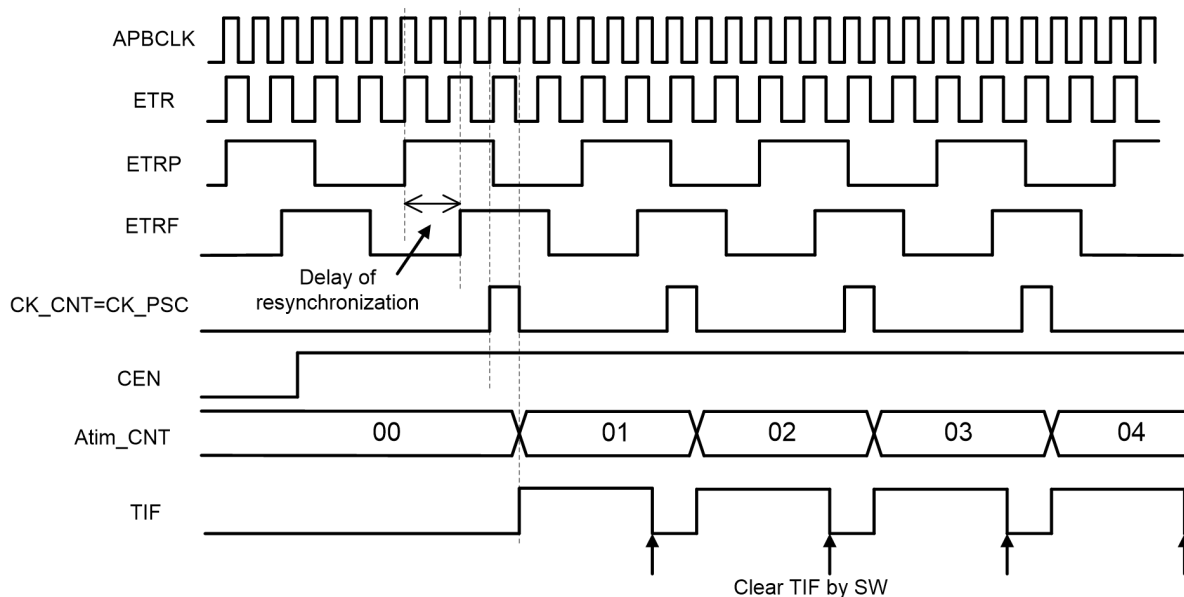 APBCLK
ETR
ETRP
ETRF
Delay of
resynchronization
CK_CNT=CK_PSC
CEN
Atim_CNT
00
01
02
03
04
TIF
Clear TIF by SW